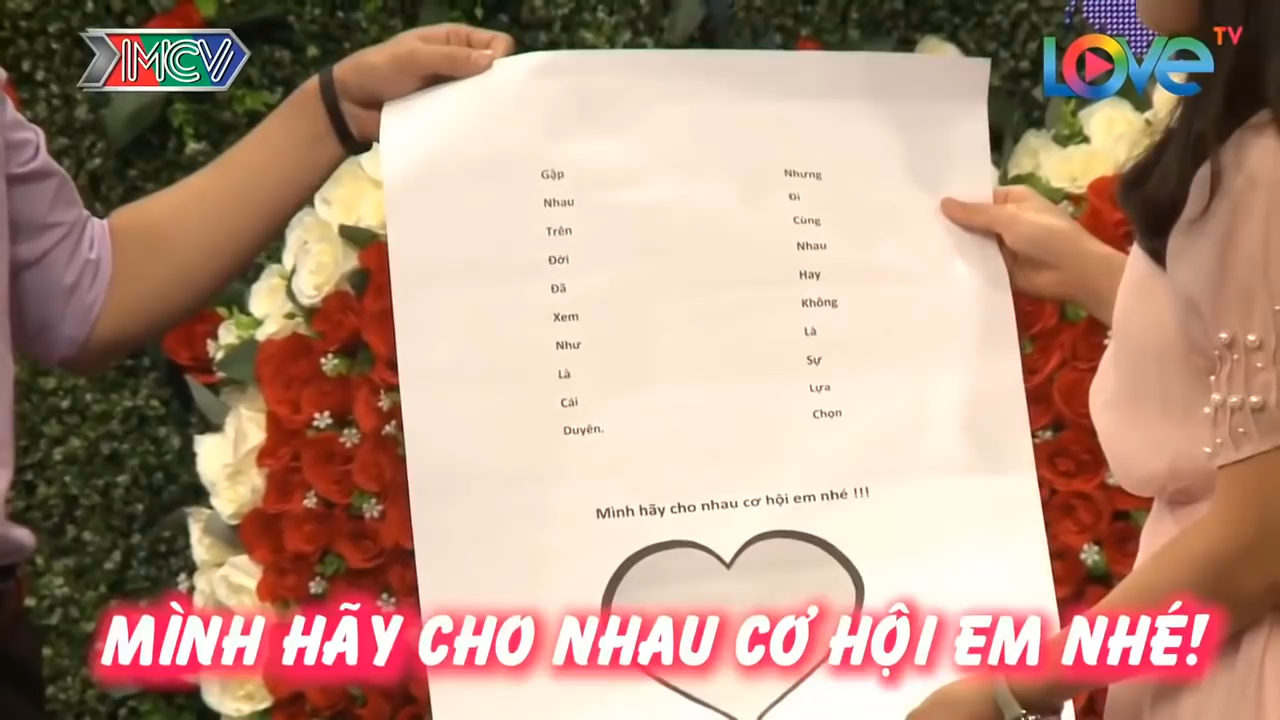 MCV
LOVE TV
Gặp
Nhau
Trên
Đời
Đã
Xem
Như
Là
Cái
Duyên.
Nhưng
Đi
Cùng
Nhau
Hay
Không
Là
Sự
Lựa
Chọn
Mình hãy cho nhau cơ hội em nhé !!!
MÌNH HÃY CHO NHAU CƠ HỘI EM NHÉ!